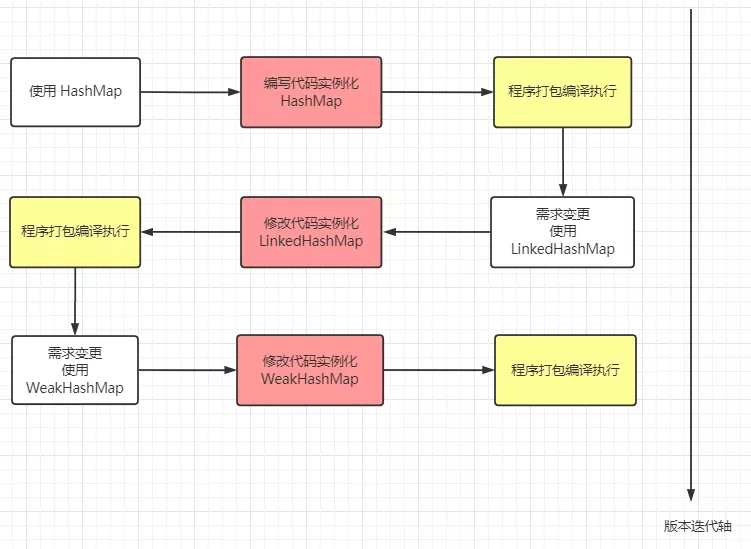 使用 HashMap
编写代码实例化
HashMap
程序打包编译执行
需求变更
使用
LinkedHashMap
修改代码实例化
LinkedHashMap
程序打包编译执行
需求变更
使用
WeakHashMap
修改代码实例化
WeakHashMap
程序打包编译执行
版本迭代轴